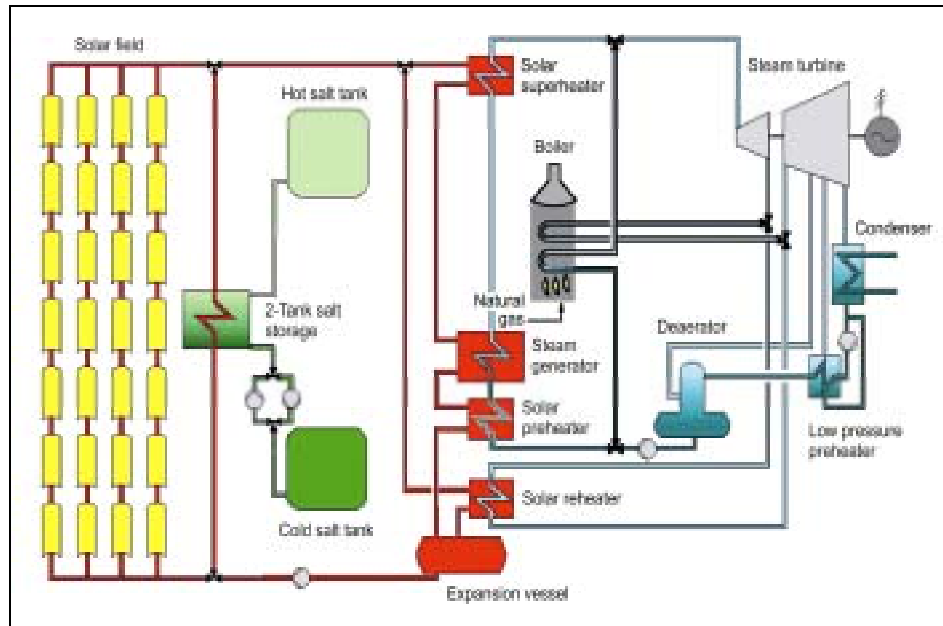 Solar field
Hot salt tank
2-Tank salt
storage
Cold salt tank
Solar
superheater
Boiler
Natural
gas
Steam
generator
Solar
preheater
Solar reheater
Expansion vessel
Steam turbine
Condenser
Deaerator
Low pressure
preheater